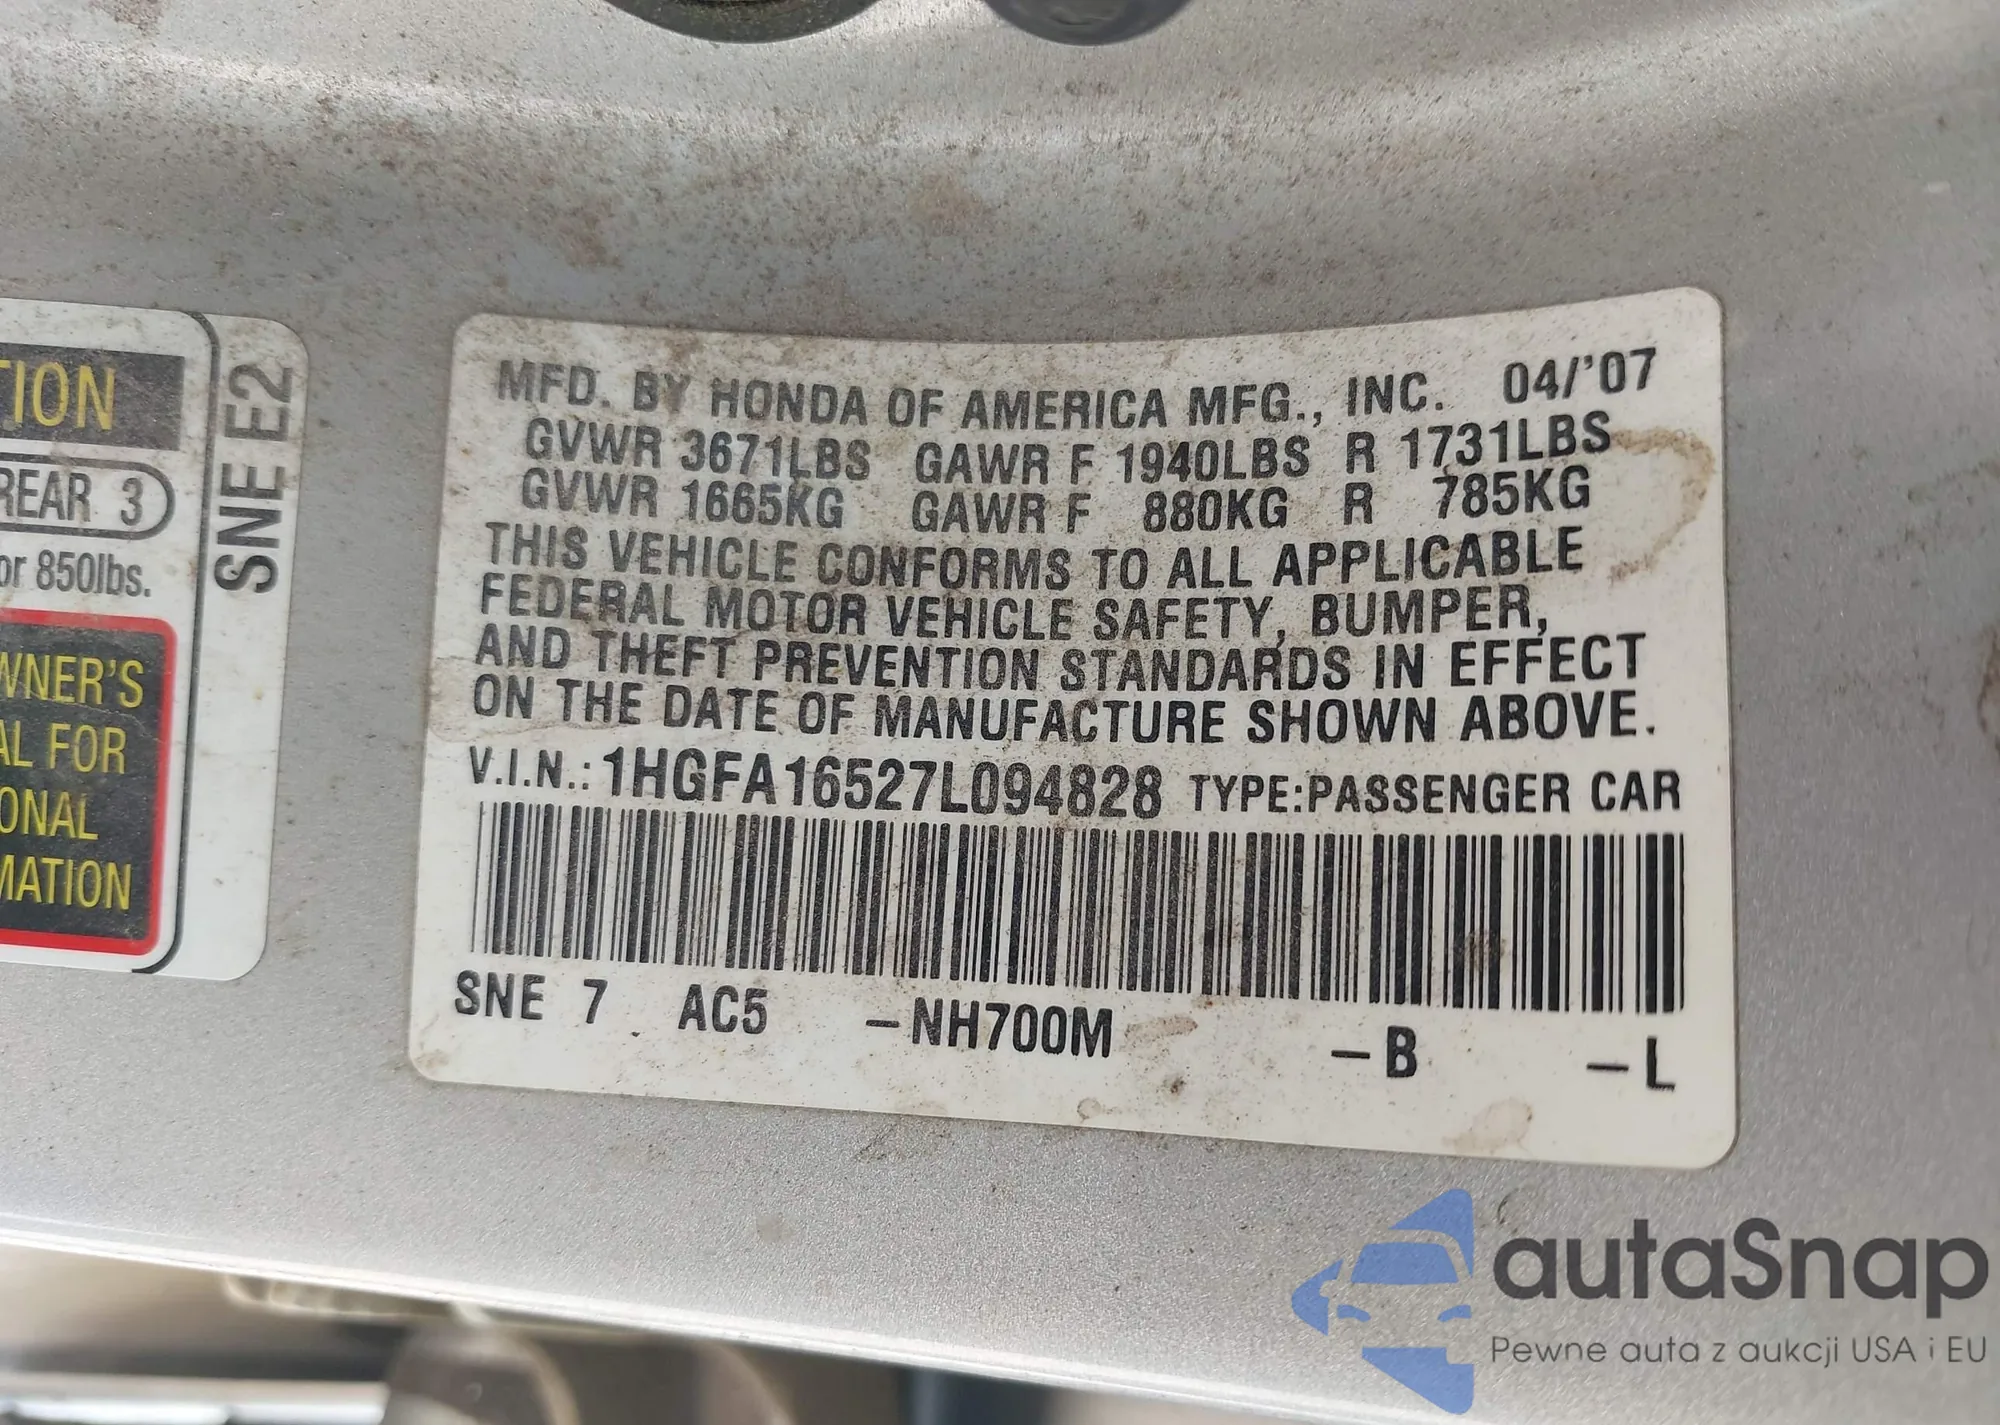 TION
REAR 3
or 850lbs.
WNER'S
AL FOR
ONAL
MATION
SNE E2
MFD. BY HONDA OF AMERICA MFG., INC. 04/'07
GVWR 3671LBS GAWR F 1940LBS R 1731LBS
GVWR 1665KG GAWR F 880KG R 785KG
THIS VEHICLE CONFORMS TO ALL APPLICABLE
FEDERAL MOTOR VEHICLE SAFETY, BUMPER,
AND THEFT PREVENTION STANDARDS IN EFFECT
ON THE DATE OF MANUFACTURE SHOWN ABOVE.
V.I.N.: 1HGFA16527L094828 TYPE:PASSENGER CAR
SNE 7 AC5 -NH700M -B -L
autaSnap
Pewne auta z aukcji USA i EU